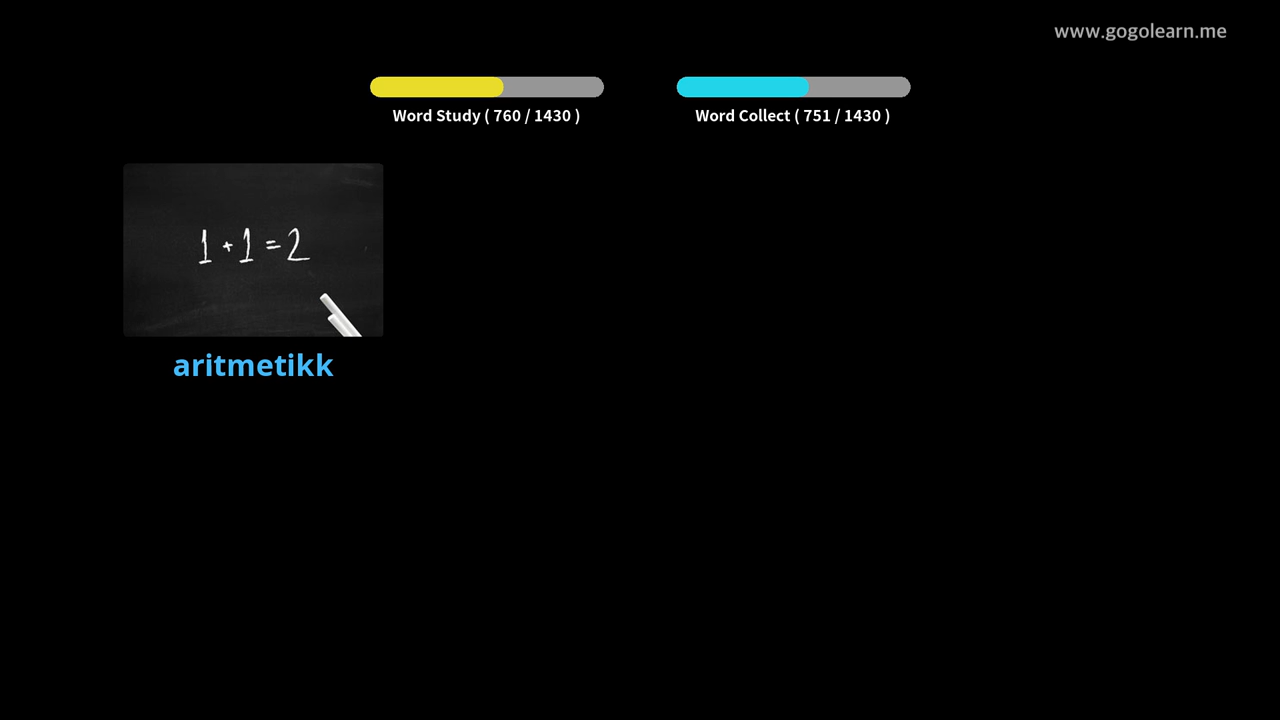 www.gogolearn.me
Word Study ( 760 / 1430 )
Word Collect ( 751 / 1430 )
1 + 1 = 2
aritmetikk